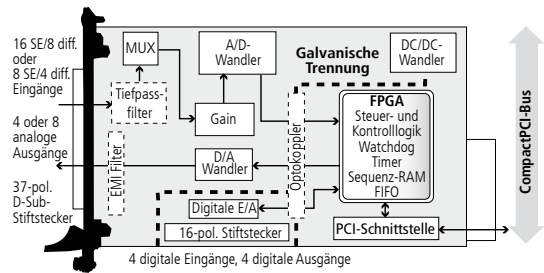 16 SE/8 diff.
oder
8 SE/4 diff.
Eingänge
4 oder 8
analoge
Ausgänge
37-pol.
D-Sub-
Stiftstecker
MUX
A/D-
Wandler
Galvanische
Trennung
DC/DC-
Wandler
Tiefpass-
filter
Gain
EMI Filter
D/A
Wandler
Optokoppler
FPGA
Steuer- und
Kontrolllogik
Watchdog
Timer
Sequenz-RAM
FIFO
Digitale E/A
16-pol. Stiftstecker
PCI-Schnittstelle
CompactPCI-Bus
4 digitale Eingänge, 4 digitale Ausgänge